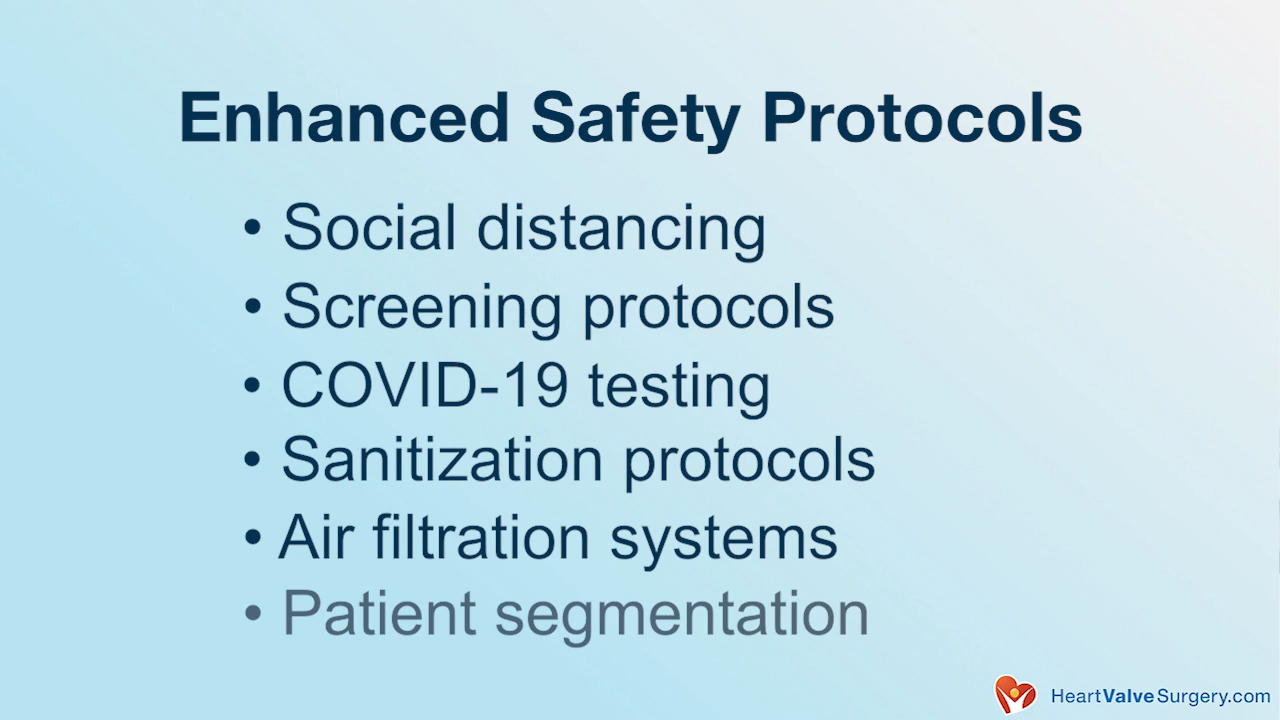 Enhanced Safety Protocols
• Social distancing
• Screening protocols
• COVID-19 testing
• Sanitization protocols
• Air filtration systems
• Patient segmentation
HeartValveSurgery.com